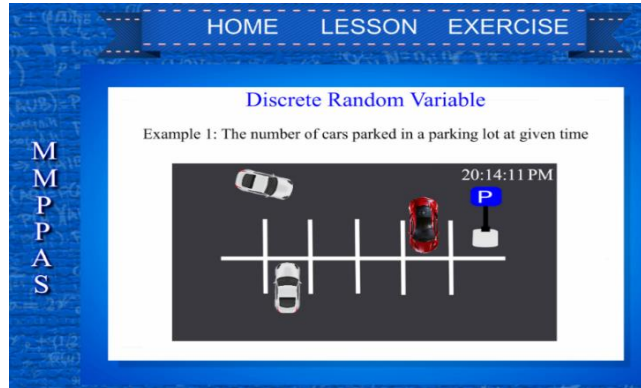 HOME LESSON EXERCISE
Discrete Random Variable
Example 1: The number of cars parked in a parking lot at given time
20:14:11 PM
P
MMPPAS